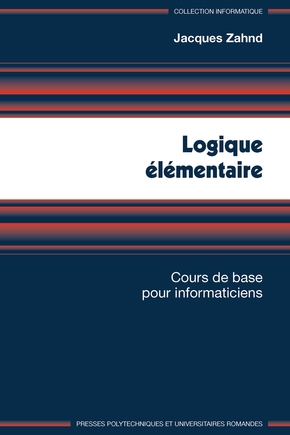 COLLECTION INFORMATIQUE
Jacques Zahnd
Logique
élémentaire
Cours de base
pour informaticiens
PRESSES POLYTECHNIQUES ET UNIVERSITAIRES ROMANDES